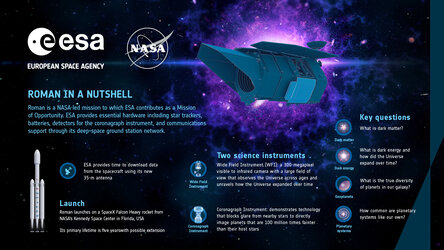 esa
EUROPEAN SPACE AGENCY
NASA
ROMAN IN A NUTSHELL
Roman is a NASA-led mission to which ESA contributes as a Mission
of Opportunity. ESA provides essential hardware including star trackers,
batteries, detectors for the coronagraph instrument, and communications
support through its deep-space ground station network.
ESA provides time to download data
from the spacecraft using its new
35-m antenna
Launch
Roman launches on a SpaceX Falcon Heavy rocket from
NASA's Kennedy Space Center in Florida, USA
Its primary lifetime is five years with possible extension
Two science instruments
Wide Field
Instrument
Wide Field Instrument (WFI): a 300-megapixel
visible to infrared camera with a large field of
view that observes the Universe across ages and
unravels how the Universe expanded over time
Coronagraph
Instrument
Coronagraph Instrument: demonstrates technology
that blocks glare from nearby stars to directly
image planets that are 100 million times fainter
than their host stars
Key questions
Dark matter
What is dark matter?
Dark energy
What is dark energy and
how did the Universe
expand over time?
Exoplanets
What is the true diversity
of planets in our galaxy?
Planetary
systems
How common are planetary
systems like our own?